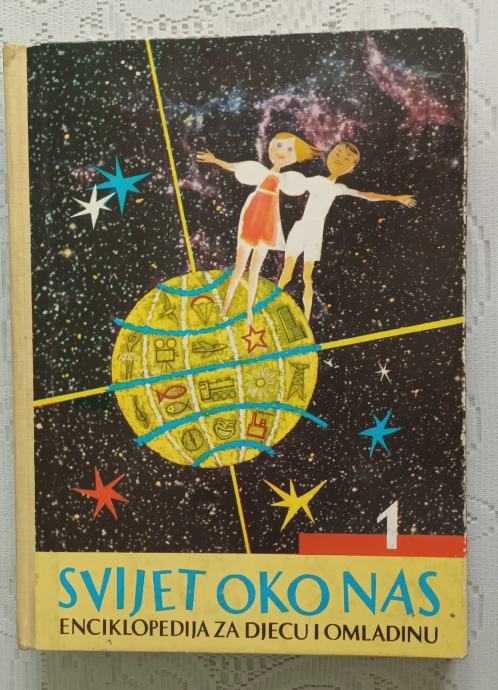 1
SVIJET OKO NAS
ENCIKLOPEDIJA ZA DJECU I OMLADINU